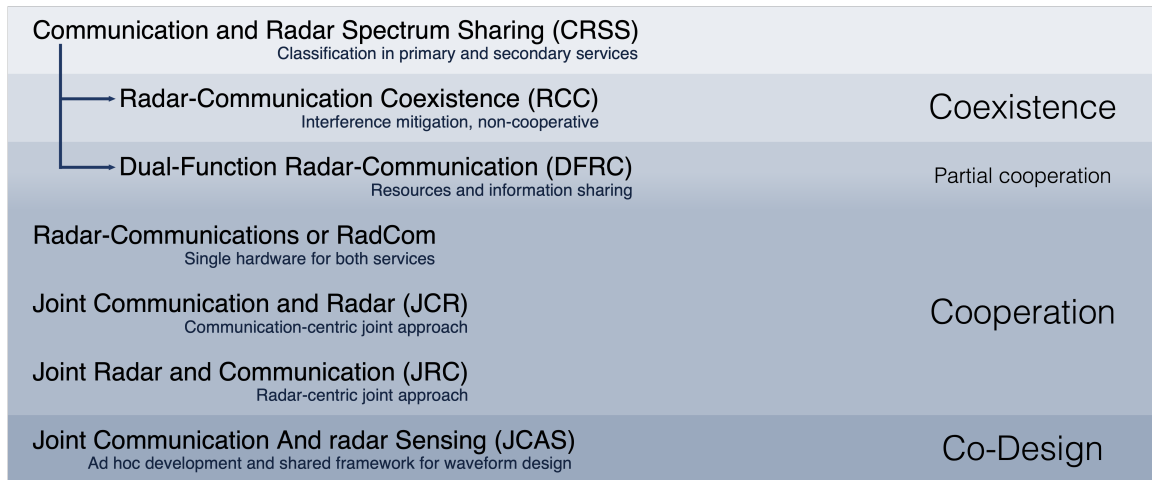 Communication and Radar Spectrum Sharing (CRSS)
Classification in primary and secondary services
Radar-Communication Coexistence (RCC)
Interference mitigation, non-cooperative
Coexistence
Dual-Function Radar-Communication (DFRC)
Resources and information sharing
Partial cooperation
Radar-Communications or RadCom
Single hardware for both services
Joint Communication and Radar (JCR)
Communication-centric joint approach
Cooperation
Joint Radar and Communication (JRC)
Radar-centric joint approach
Joint Communication And radar Sensing (JCAS)
Ad hoc development and shared framework for waveform design
Co-Design